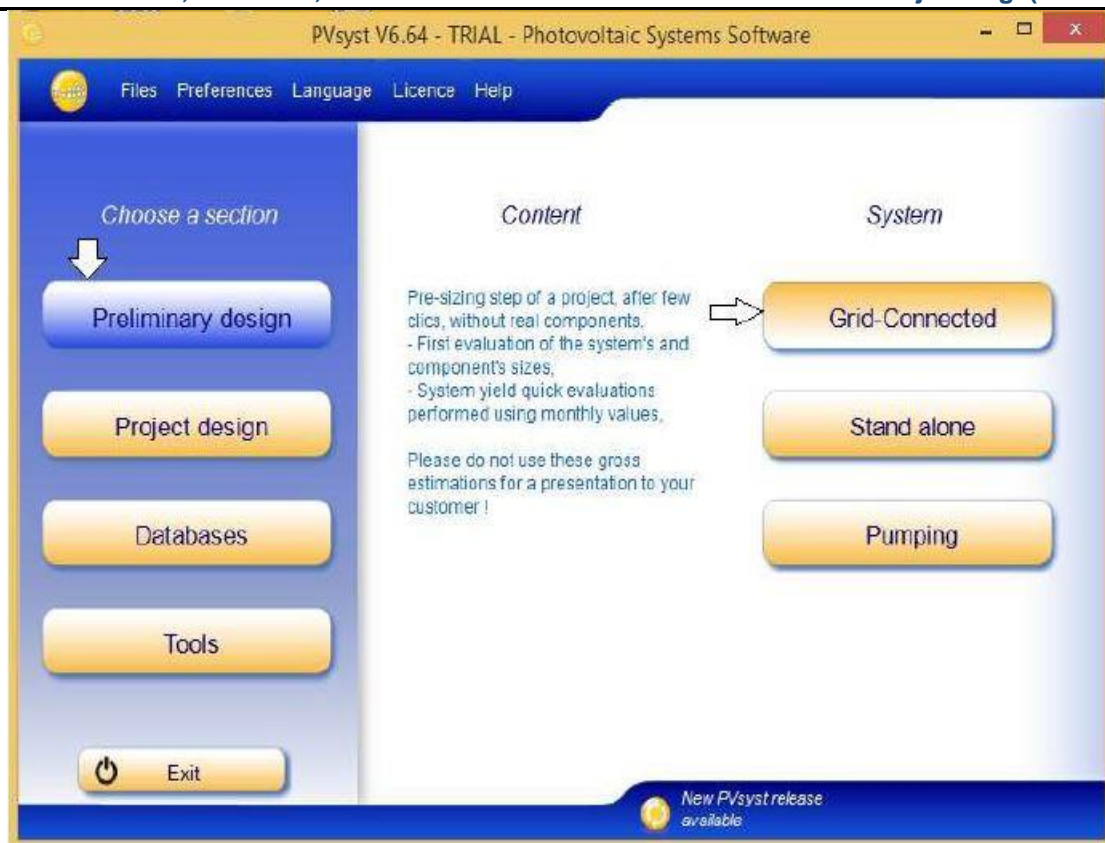 PVsyst V6.64 - TRIAL - Photovoltaic Systems Software
Files Preferences Language Licence Help
Choose a section
Preliminary design
Project design
Databases
Tools
Exit
Content
Pre-sizing step of a project, after few
clics, without real components.
- First evaluation of the system's and
component's sizes,
- System yield quick evaluations
performed using monthly values,
Please do not use these gross
estimations for a presentation to your
customer !
System
Grid-Connected
Stand alone
Pumping
New PVsyst release
available